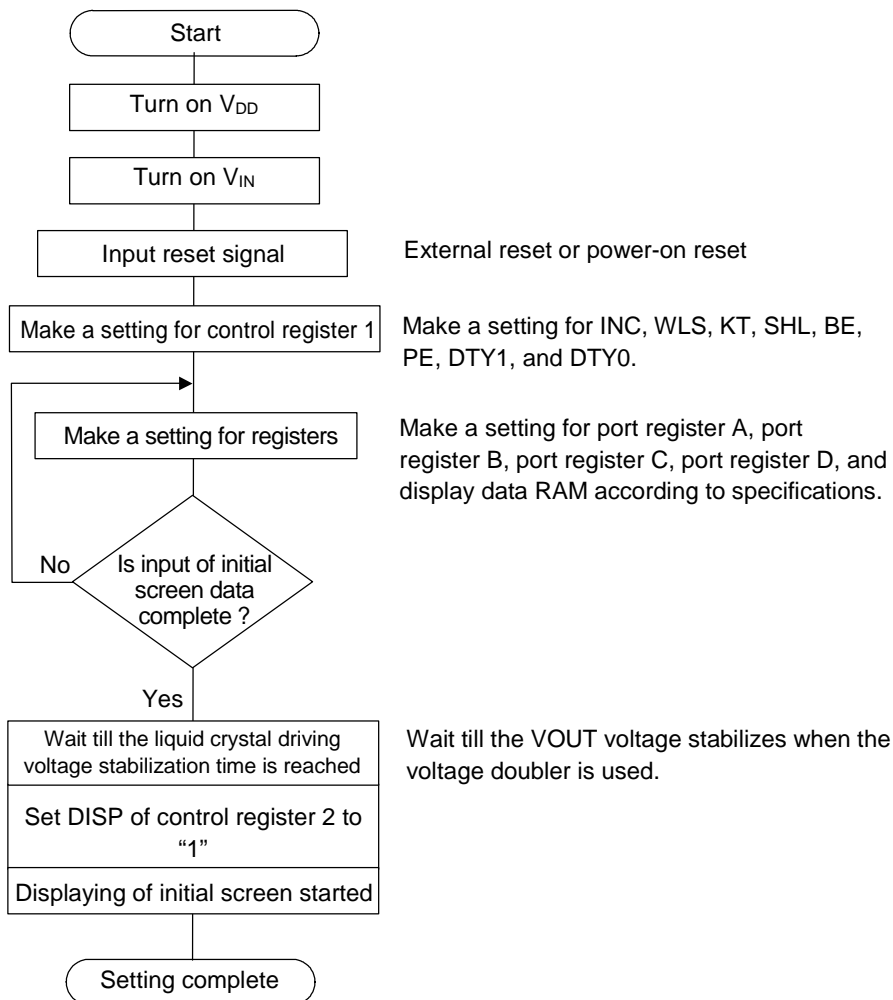 Start
Turn on VDD
Turn on VIN
Input reset signal
External reset or power-on reset
Make a setting for control register 1
Make a setting for INC, WLS, KT, SHL, BE,
PE, DTY1, and DTY0.
Make a setting for registers
Make a setting for port register A, port
register B, port register C, port register D, and
display data RAM according to specifications.
No
Is input of initial
screen data
complete ?
Yes
Wait till the liquid crystal driving
voltage stabilization time is reached
Wait till the VOUT voltage stabilizes when the
voltage doubler is used.
Set DISP of control register 2 to
“1”
Displaying of initial screen started
Setting complete